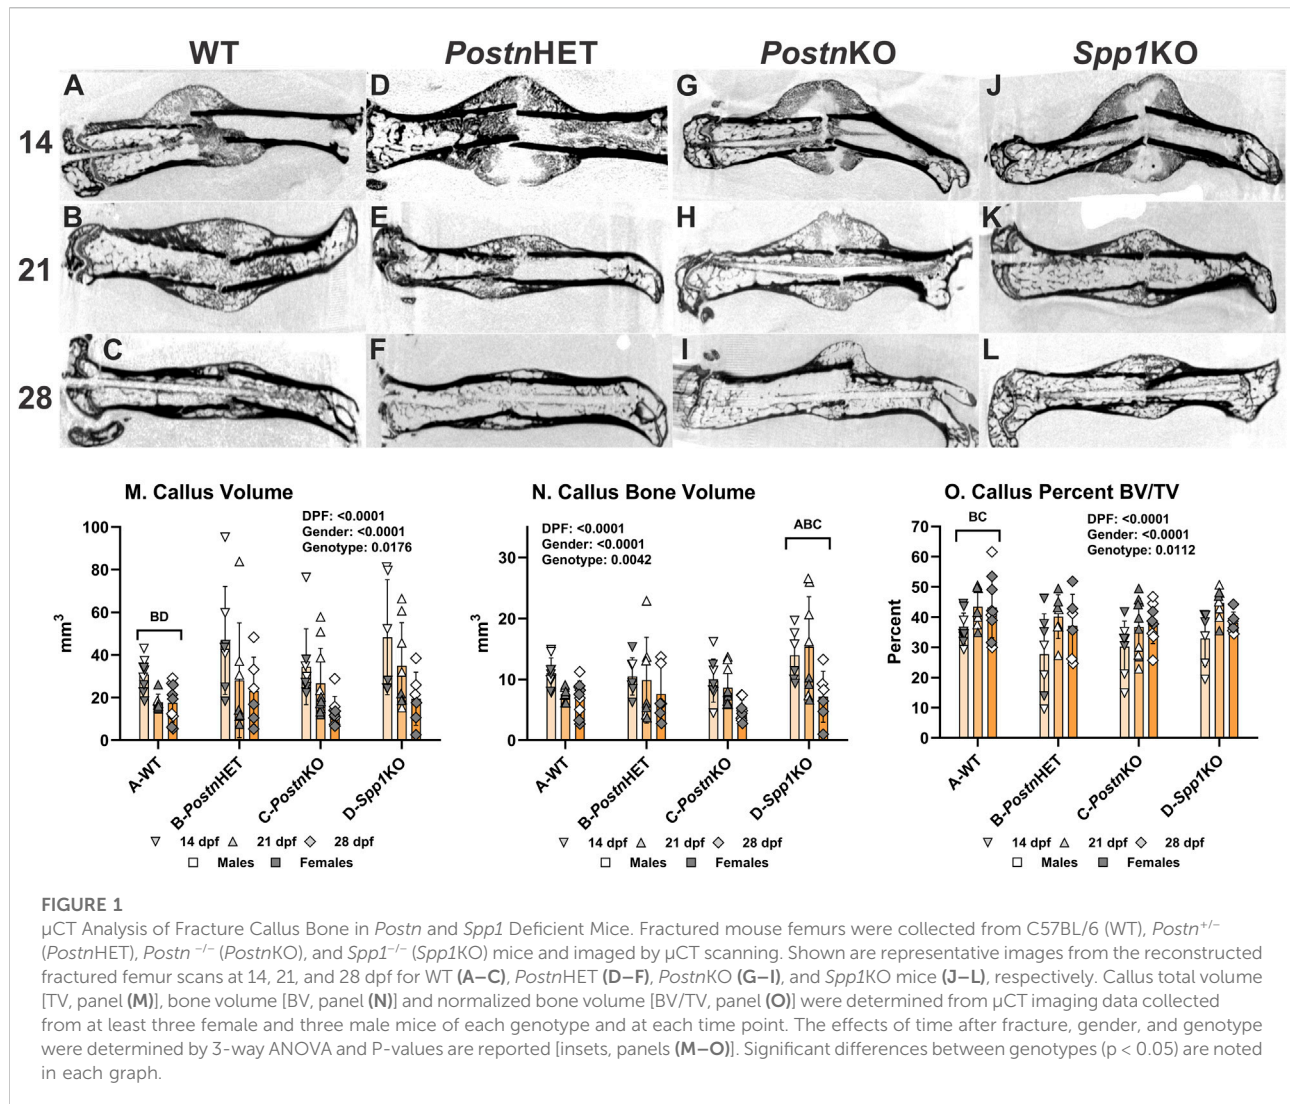 WT
PostnHET
PostnKO
Spp1KO
A
D
G
J
14
B
E
H
K
21
C
F
I
L
28
M. Callus Volume
DPF: <0.0001
Gender: <0.0001
Genotype: 0.0176
100
80
60
40
20
0
mm3
BD
A-WT
B-PostnHET
C-PostnKO
D-Spp1KO
14 dpf 21 dpf 28 dpf
Males Females
N. Callus Bone Volume
DPF: <0.0001
Gender: <0.0001
Genotype: 0.0042
30
20
10
0
mm3
ABC
A-WT
B-PostnHET
C-PostnKO
D-Spp1KO
14 dpf 21 dpf 28 dpf
Males Females
O. Callus Percent BV/TV
DPF: <0.0001
Gender: <0.0001
Genotype: 0.0112
70
60
50
40
30
20
10
0
Percent
BC
A-WT
B-PostnHET
C-PostnKO
D-Spp1KO
14 dpf 21 dpf 28 dpf
Males Females
FIGURE 1
µCT Analysis of Fracture Callus Bone in Postn and Spp1 Deficient Mice. Fractured mouse femurs were collected from C57BL/6 (WT), Postn+/−
(PostnHET), Postn −/− (PostnKO), and Spp1−/− (Spp1KO) mice and imaged by µCT scanning. Shown are representative images from the reconstructed
fractured femur scans at 14, 21, and 28 dpf for WT (A–C), PostnHET (D–F), PostnKO (G–I), and Spp1KO mice (J–L), respectively. Callus total volume
[TV, panel (M)], bone volume [BV, panel (N)] and normalized bone volume [BV/TV, panel (O)] were determined from µCT imaging data collected
from at least three female and three male mice of each genotype and at each time point. The effects of time after fracture, gender, and genotype
were determined by 3-way ANOVA and P-values are reported [insets, panels (M–O)]. Significant differences between genotypes (p < 0.05) are noted
in each graph.